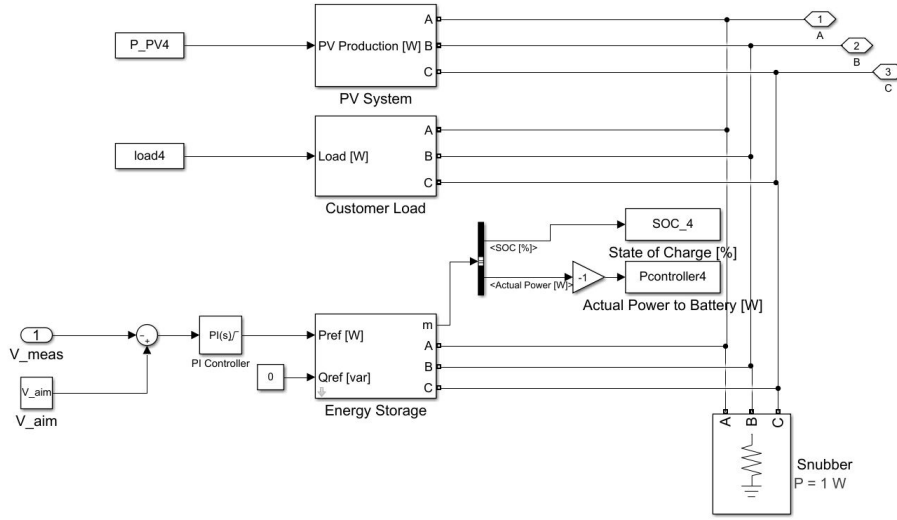 P_PV4
PV Production [W]
A
B
C
PV System
1
A
2
B
3
C
load4
Load [W]
A
B
C
Customer Load
<SOC [%]>
SOC_4
State of Charge [%]
<Actual Power [W]>
-1
Pcontroller4
Actual Power to Battery [W]
1
V_meas
V_aim
V_aim
-
+
PI(s)
PI Controller
0
Pref [W]
Qref [var]
m
A
B
C
Energy Storage
A
B
C
Snubber
P = 1 W